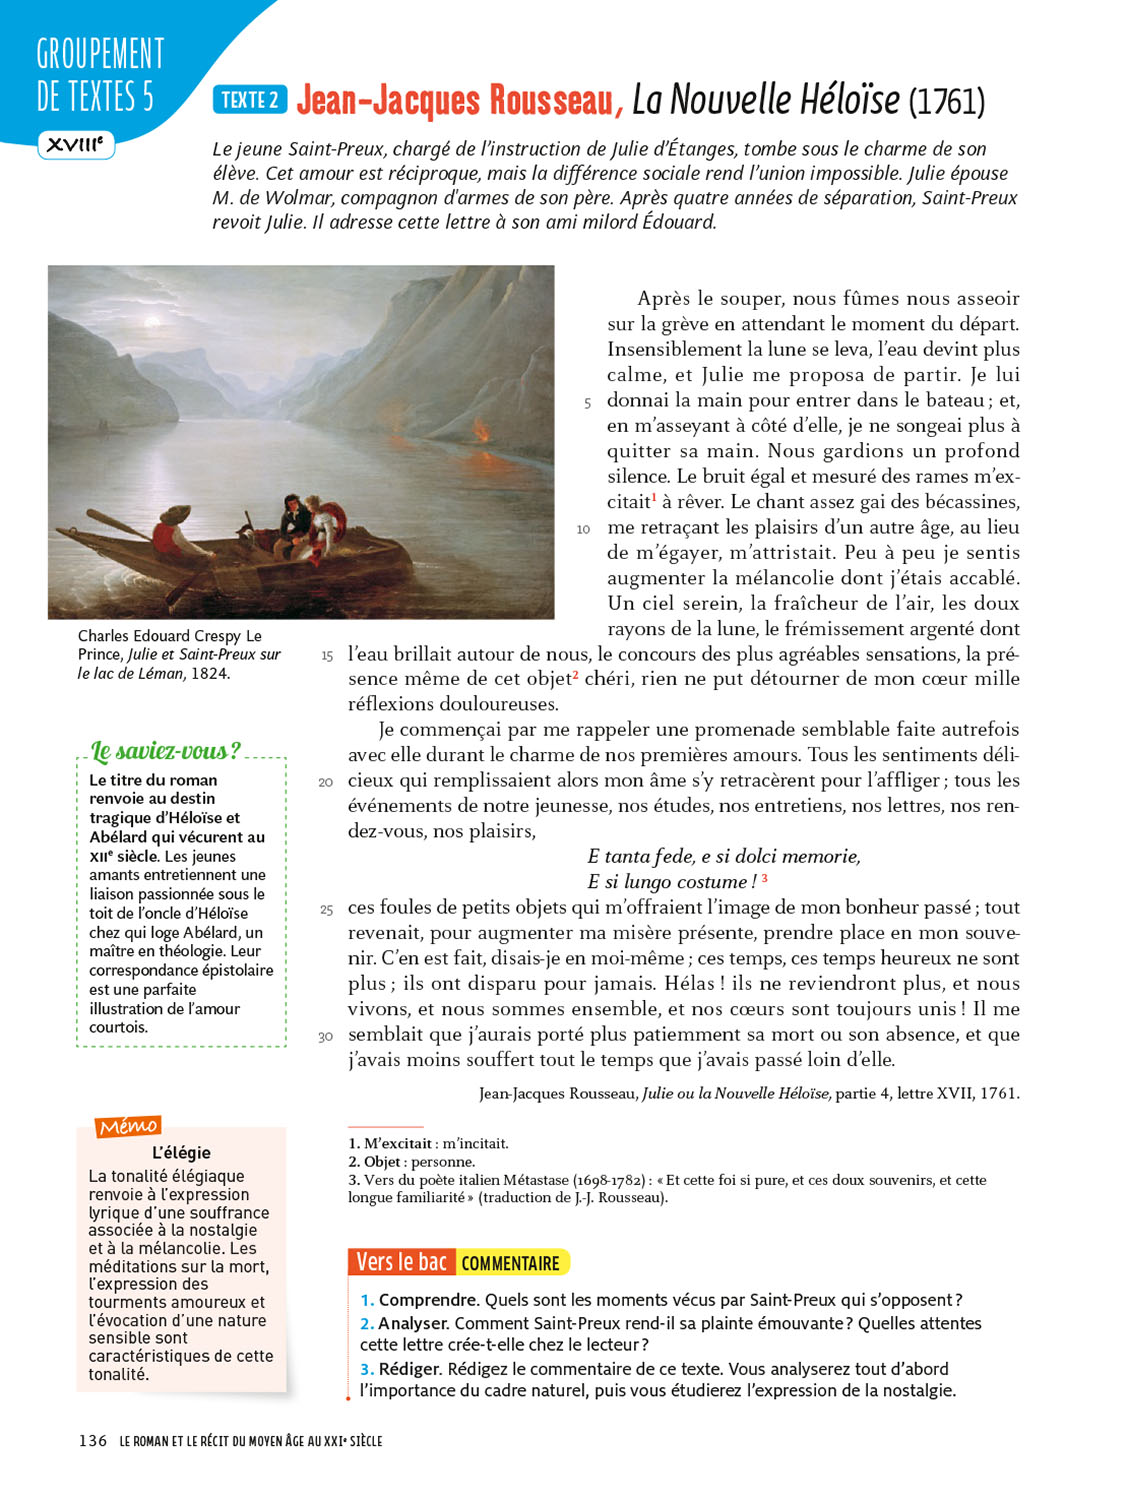 GROUPEMENT
DE TEXTES 5
XVIIIe
TEXTE 2 Jean-Jacques Rousseau, La Nouvelle Héloïse (1761)
Le jeune Saint-Preux, chargé de l'instruction de Julie d'Étanges, tombe sous le charme de son
élève. Cet amour est réciproque, mais la différence sociale rend l'union impossible. Julie épouse
M. de Wolmar, compagnon d'armes de son père. Après quatre années de séparation, Saint-Preux
revoit Julie. Il adresse cette lettre à son ami milord Édouard.
Après le souper, nous fûmes nous asseoir
sur la grève en attendant le moment du départ.
Insensiblement la lune se leva, l'eau devint plus
calme, et Julie me proposa de partir. Je lui
5 donnai la main pour entrer dans le bateau ; et,
en m'asseyant à côté d'elle, je ne songeai plus à
quitter sa main. Nous gardions un profond
silence. Le bruit égal et mesuré des rames m'ex-
citait1 à rêver. Le chant assez gai des bécassines,
10 me retraçant les plaisirs d'un autre âge, au lieu
de m'égayer, m'attristait. Peu à peu je sentis
augmenter la mélancolie dont j'étais accablé.
Un ciel serein, la fraîcheur de l'air, les doux
rayons de la lune, le frémissement argenté dont
15 l'eau brillait autour de nous, le concours des plus agréables sensations, la pré-
sence même de cet objet2 chéri, rien ne put détourner de mon cœur mille
réflexions douloureuses.
Je commençai par me rappeler une promenade semblable faite autrefois
avec elle durant le charme de nos premières amours. Tous les sentiments déli-
20 cieux qui remplissaient alors mon âme s'y retracèrent pour l'affliger ; tous les
événements de notre jeunesse, nos études, nos entretiens, nos lettres, nos ren-
dez-vous, nos plaisirs,
E tanta fede, e si dolci memorie,
E si lungo costume ! 3
25 ces foules de petits objets qui m'offraient l'image de mon bonheur passé ; tout
revenait, pour augmenter ma misère présente, prendre place en mon souve-
nir. C'en est fait, disais-je en moi-même ; ces temps, ces temps heureux ne sont
plus ; ils ont disparu pour jamais. Hélas ! ils ne reviendront plus, et nous
vivons, et nous sommes ensemble, et nos cœurs sont toujours unis ! Il me
30 semblait que j'aurais porté plus patiemment sa mort ou son absence, et que
j'avais moins souffert tout le temps que j'avais passé loin d'elle.
Jean-Jacques Rousseau, Julie ou la Nouvelle Héloïse, partie 4, lettre XVII, 1761.
Charles Edouard Crespy Le
Prince, Julie et Saint-Preux sur
le lac de Léman, 1824.
Le saviez-vous ?
Le titre du roman
renvoie au destin
tragique d'Héloïse et
Abélard qui vécurent au
XIIe siècle. Les jeunes
amants entretiennent une
liaison passionnée sous le
toit de l'oncle d'Héloïse
chez qui loge Abélard, un
maître en théologie. Leur
correspondance épistolaire
est une parfaite
illustration de l'amour
courtois.
Mémo
L'élégie
La tonalité élégiaque
renvoie à l'expression
lyrique d'une souffrance
associée à la nostalgie
et à la mélancolie. Les
méditations sur la mort,
l'expression des
tourments amoureux et
l'évocation d'une nature
sensible sont
caractéristiques de cette
tonalité.
1. M'excitait : m'incitait.
2. Objet : personne.
3. Vers du poète italien Métastase (1698-1782) : « Et cette foi si pure, et ces doux souvenirs, et cette
longue familiarité » (traduction de J.-J. Rousseau).
Vers le bac COMMENTAIRE
1. Comprendre. Quels sont les moments vécus par Saint-Preux qui s'opposent ?
2. Analyser. Comment Saint-Preux rend-il sa plainte émouvante ? Quelles attentes
cette lettre crée-t-elle chez le lecteur ?
3. Rédiger. Rédigez le commentaire de ce texte. Vous analyserez tout d'abord
l'importance du cadre naturel, puis vous étudierez l'expression de la nostalgie.
136 LE ROMAN ET LE RÉCIT DU MOYEN ÂGE AU XXIe SIÈCLE